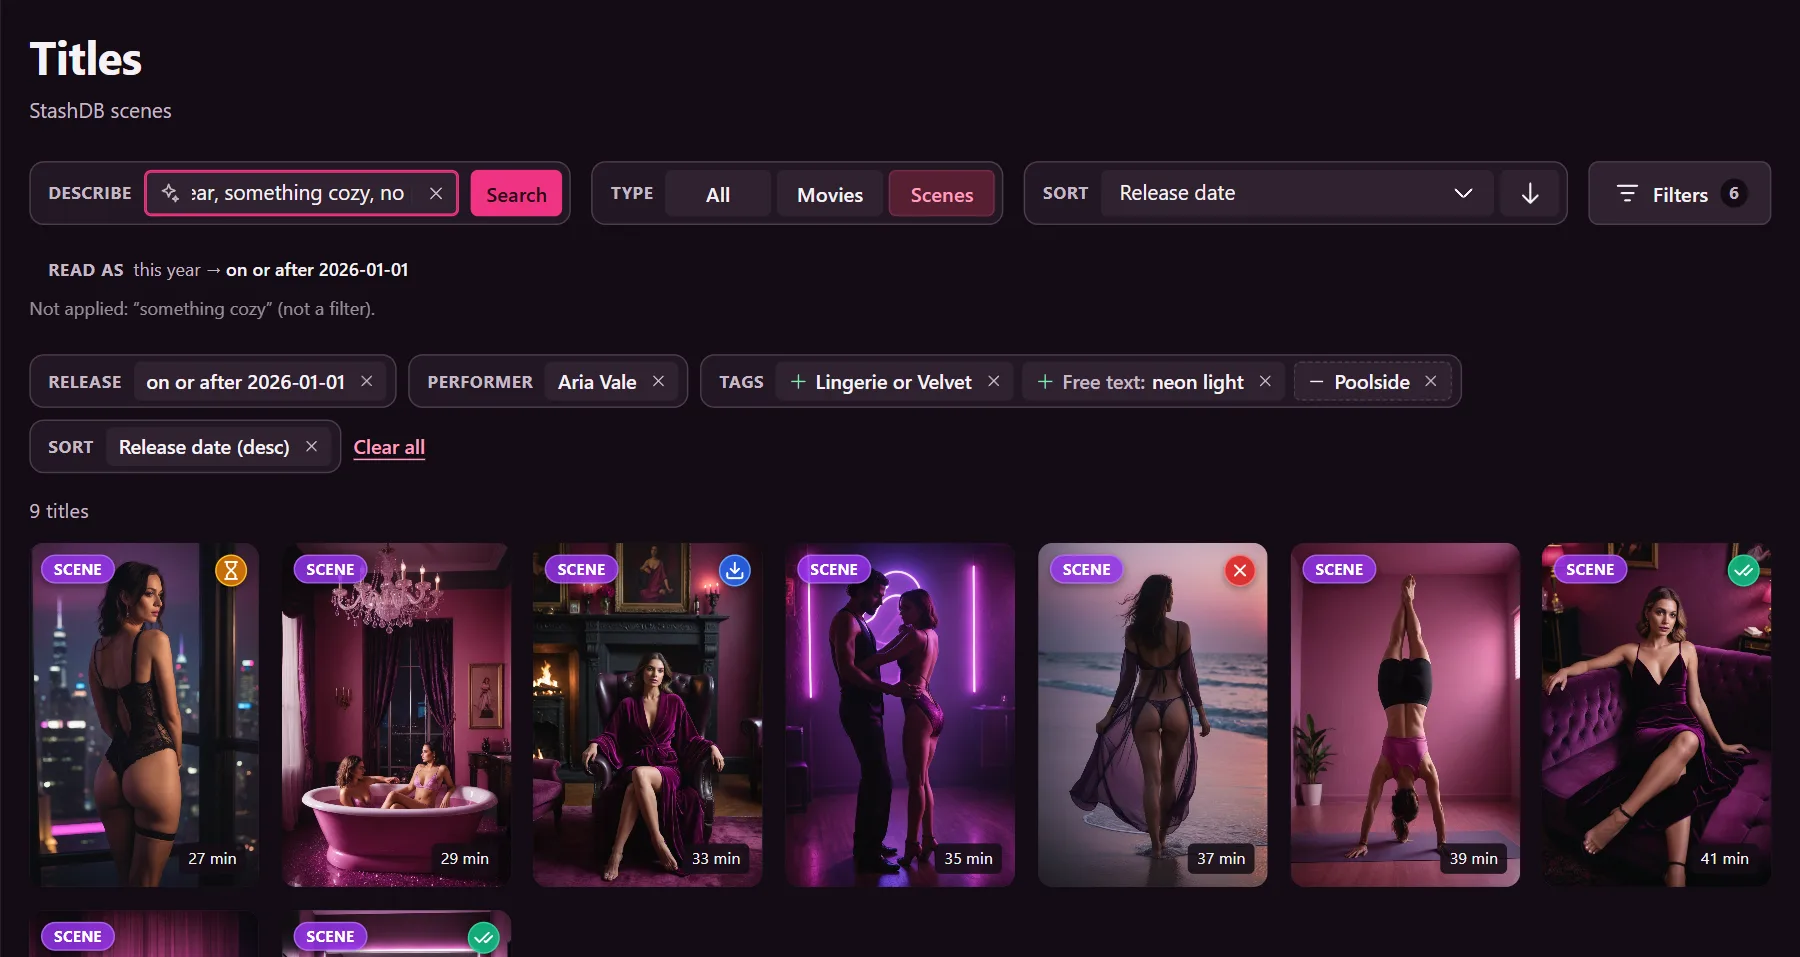 Titles
StashDB scenes
DESCRIBE ear, something cozy, no Search TYPE All Movies Scenes SORT Release date Filters 6
READ AS this year → on or after 2026-01-01
Not applied: “something cozy” (not a filter).
RELEASE on or after 2026-01-01 × PERFORMER Aria Vale × TAGS + Lingerie or Velvet × + Free text: neon light × − Poolside ×
SORT Release date (desc) × Clear all
9 titles
SCENE SCENE SCENE SCENE SCENE SCENE SCENE
27 min 29 min 33 min 35 min 37 min 39 min 41 min
SCENE SCENE